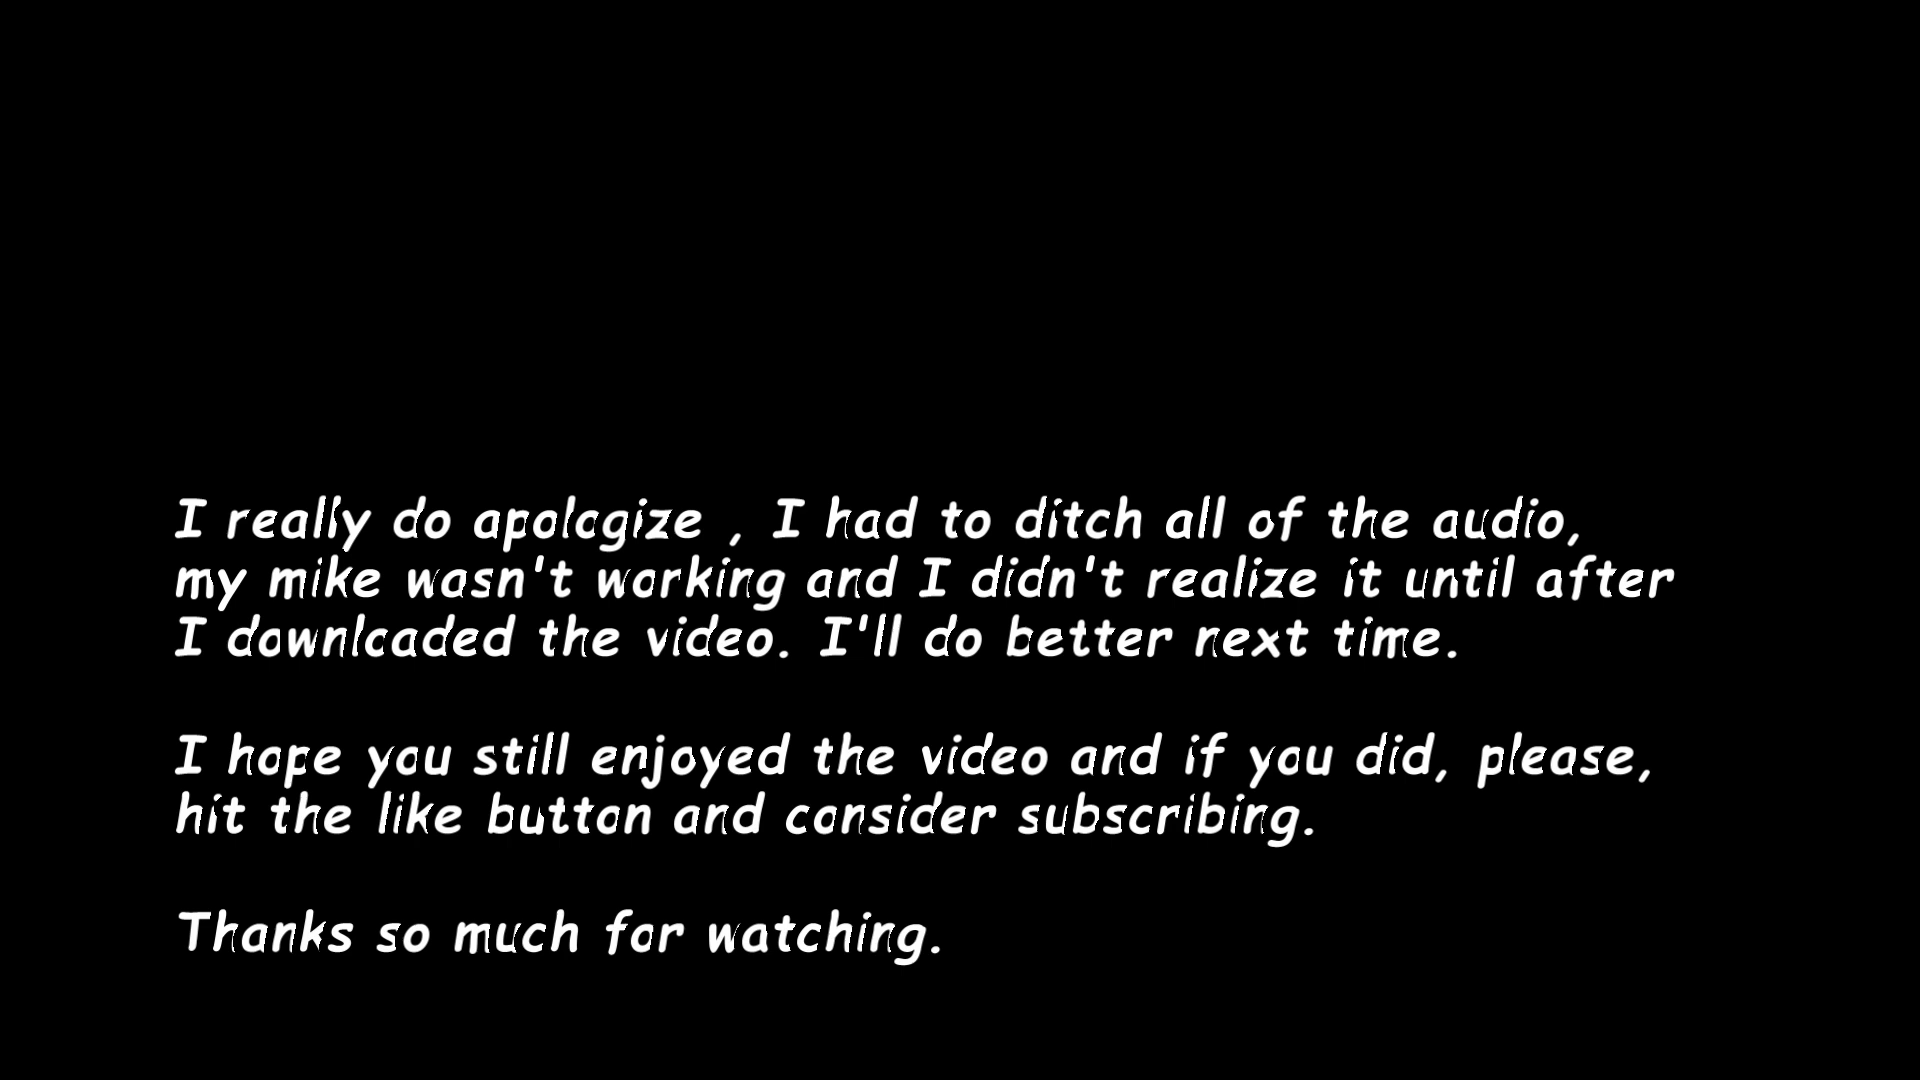 I really do apologize , I had to ditch all of the audio,
my mike wasn't working and I didn't realize it until after
I downloaded the video. I'll do better next time.
I hope you still enjoyed the video and if you did, please,
hit the like button and consider subscribing.
Thanks so much for watching.